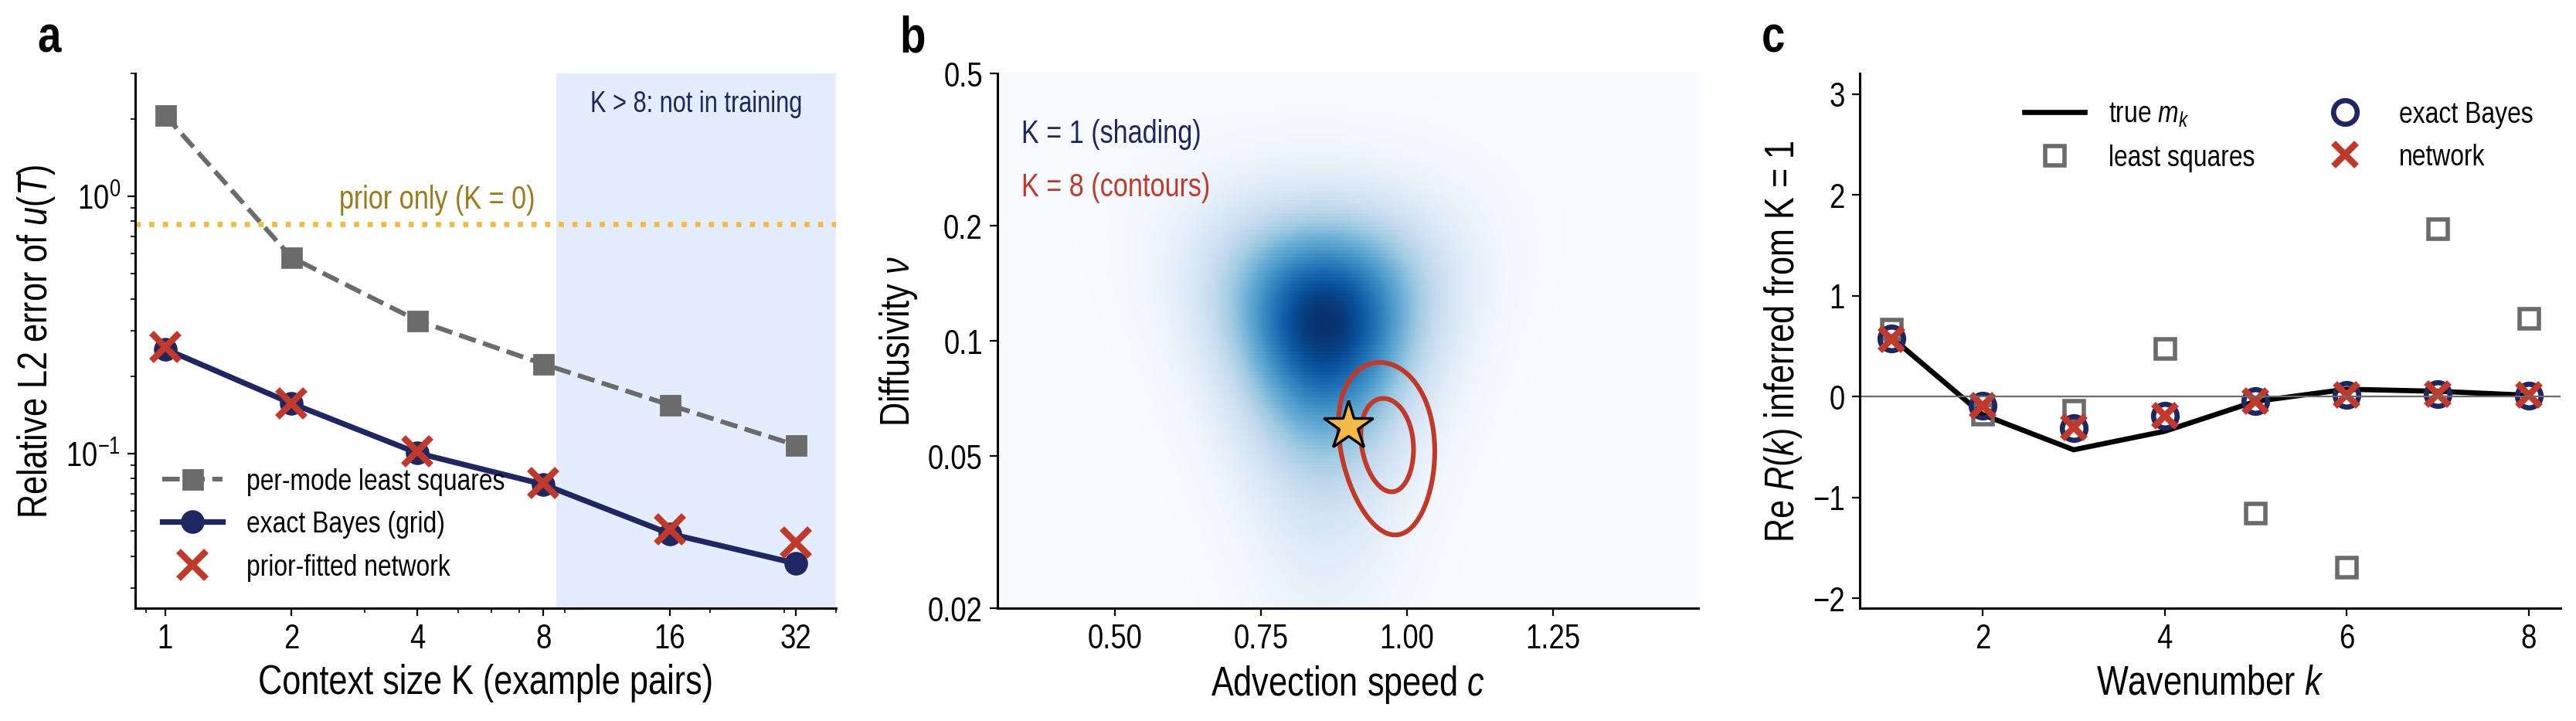 a
K > 8: not in training
prior only (K = 0)
10⁰
10⁻¹
Relative L2 error of u(T)
per-mode least squares
exact Bayes (grid)
prior-fitted network
1 2 4 8 16 32
Context size K (example pairs)
b
K = 1 (shading)
K = 8 (contours)
0.5
0.2
0.1
0.05
0.02
Diffusivity ν
0.50 0.75 1.00 1.25
Advection speed c
c
true mₖ
least squares
exact Bayes
network
3
2
1
0
−1
−2
Re R(k) inferred from K = 1
2 4 6 8
Wavenumber k